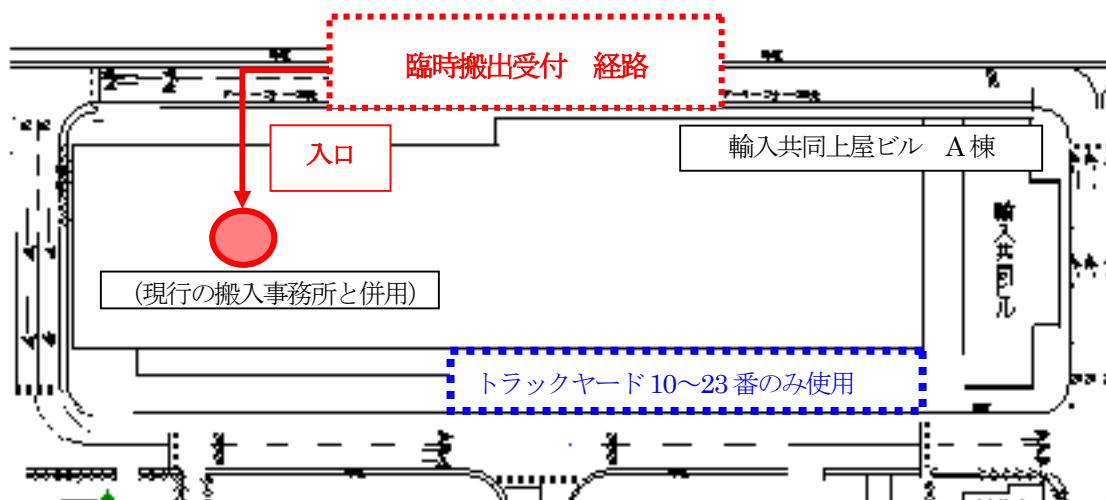 臨時搬出受付　経路
入口
輸入共同上屋ビル　A棟
輸入共同ビル
(現行の搬入事務所と併用)
トラックヤード10～23番のみ使用